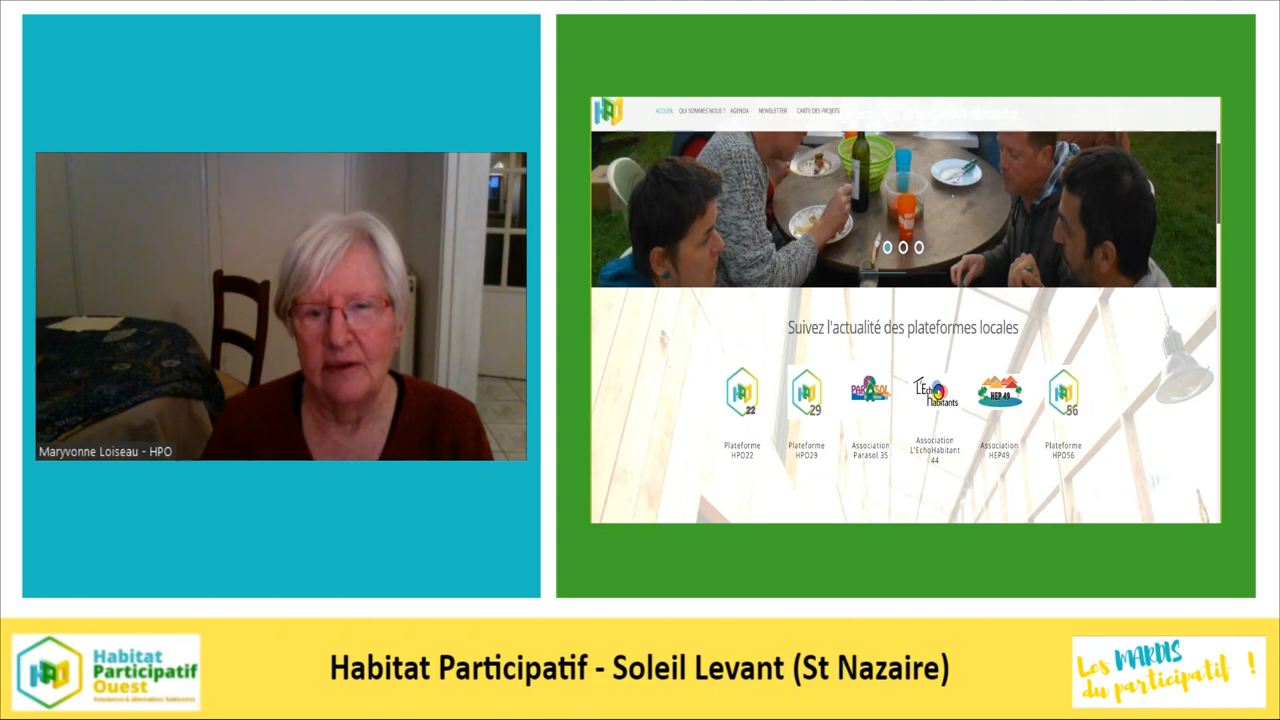 Maryvonne Loiseau - HPO
HPO
ACCUEIL QUI SOMMES NOUS ? AGENDA NEWSLETTER CARTE DES PROJETS
Suivez l'actualité des plateformes locales
22
29
PARASOL
L'Echo Habitants
HEP 49
56
Plateforme HPO22
Plateforme HPO29
Association Parasol 35
Association L'EchoHabitant 44
Association HEP49
Plateforme HPO56
HPO
Habitat
Participatif
Ouest
Habitat Participatif - Soleil Levant (St Nazaire)
Les MARDIS
du participatif !